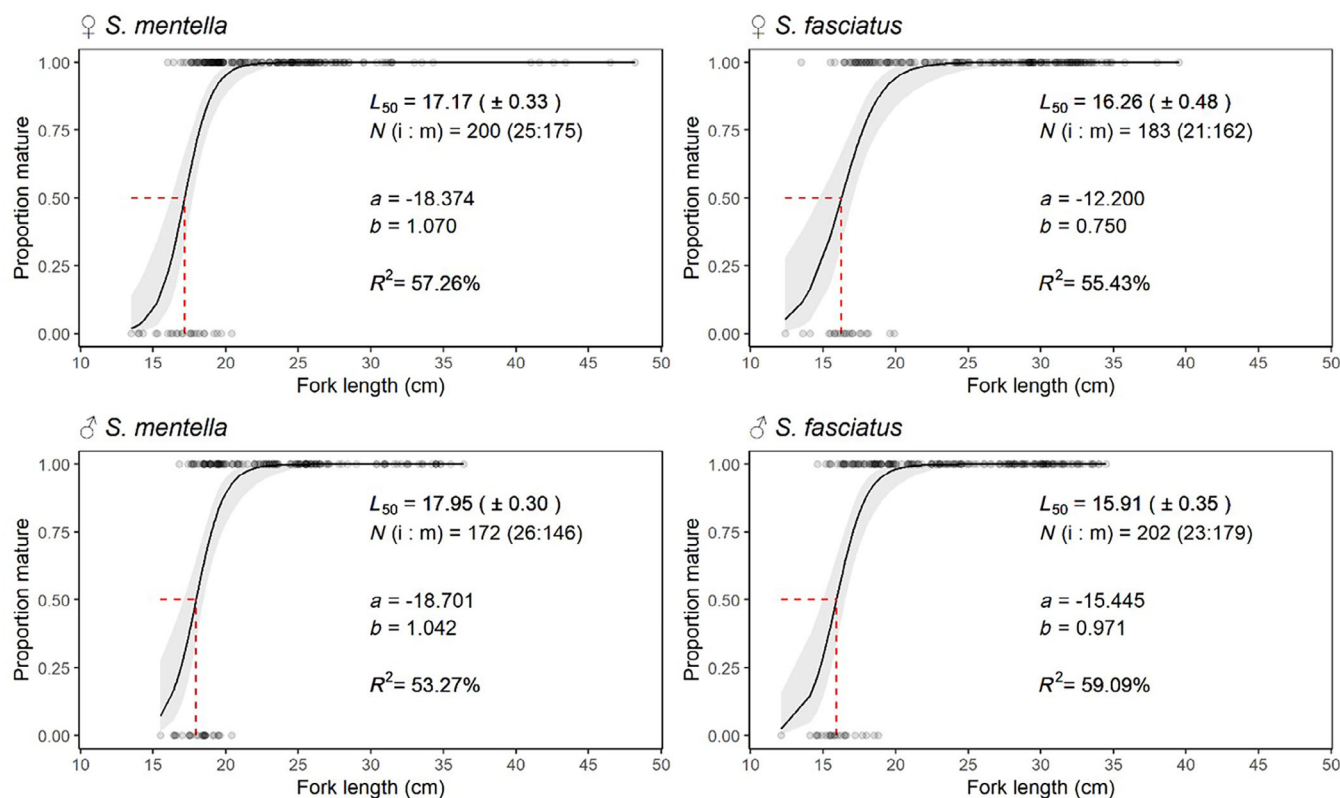 ♀ S. mentella
1.00
0.75
0.50
0.25
0.00
Proportion mature
L50 = 17.17 ( ± 0.33 )
N (i : m) = 200 (25:175)
a = -18.374
b = 1.070
R² = 57.26%
10 15 20 25 30 35 40 45 50
Fork length (cm)
♀ S. fasciatus
1.00
0.75
0.50
0.25
0.00
Proportion mature
L50 = 16.26 ( ± 0.48 )
N (i : m) = 183 (21:162)
a = -12.200
b = 0.750
R² = 55.43%
10 15 20 25 30 35 40 45 50
Fork length (cm)
♂ S. mentella
1.00
0.75
0.50
0.25
0.00
Proportion mature
L50 = 17.95 ( ± 0.30 )
N (i : m) = 172 (26:146)
a = -18.701
b = 1.042
R² = 53.27%
10 15 20 25 30 35 40 45 50
Fork length (cm)
♂ S. fasciatus
1.00
0.75
0.50
0.25
0.00
Proportion mature
L50 = 15.91 ( ± 0.35 )
N (i : m) = 202 (23:179)
a = -15.445
b = 0.971
R² = 59.09%
10 15 20 25 30 35 40 45 50
Fork length (cm)